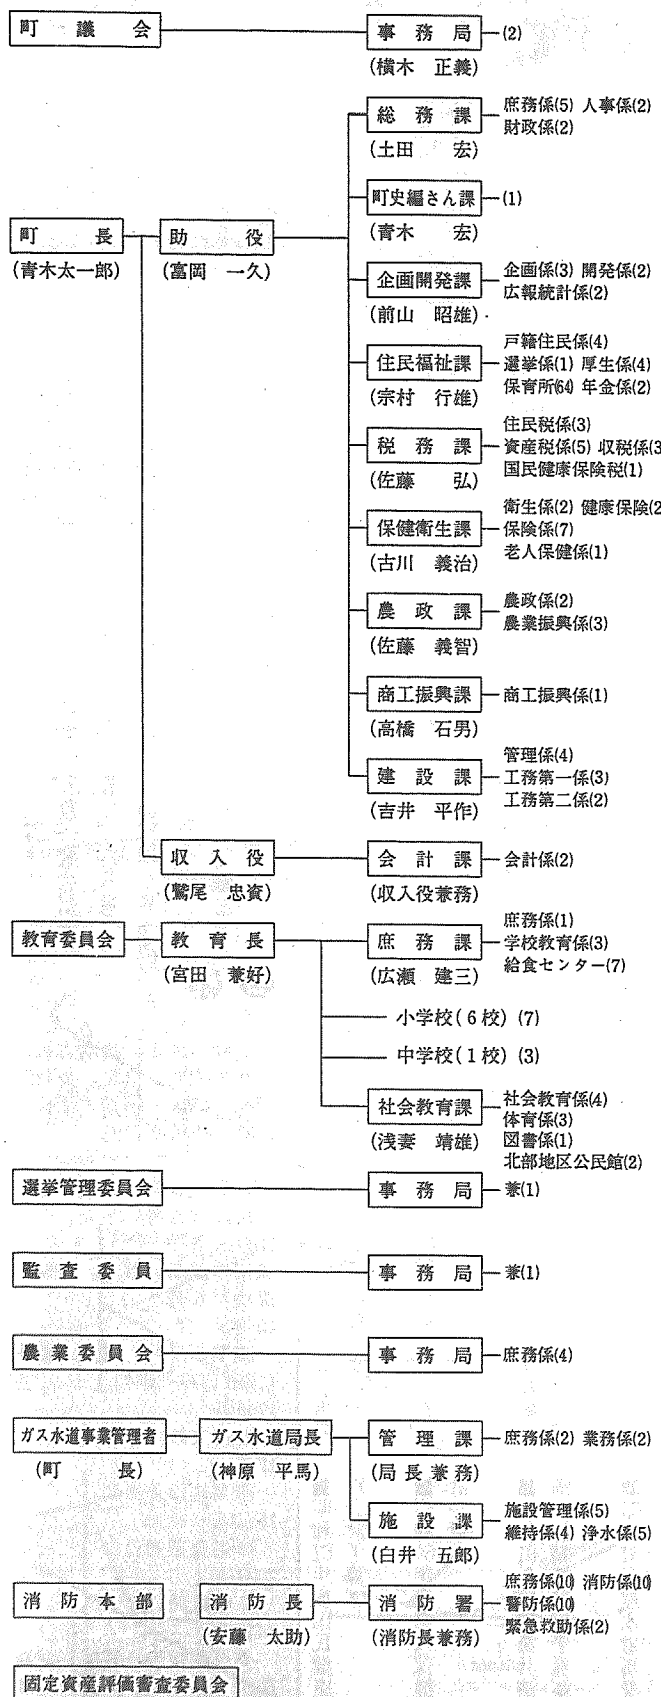 町議会 事務局 (2)
(横木 正義)
総務課 庶務係(5) 人事係(2)
財政係(2)
(土田 宏)
町史編さん課 (1)
(青木 宏)
町長 助役
(青木太一郎) (富岡 一久)
企画開発課 企画係(3) 開発係(2)
広報統計係(2)
(前山 昭雄)
戸籍住民係(4)
住民福祉課 選挙係(1) 厚生係(4)
保育所(64) 年金係(2)
(宗村 行雄)
住民税係(3)
税務課 資産税係(5) 収税係(3
国民健康保険税(1)
(佐藤 弘)
衛生係(2) 健康保険(2
保健衛生課 保険係(7)
老人保健係(1)
(古川 義治)
農政課 農政係(2)
農業振興係(3)
(佐藤 義智)
商工振興課 商工振興係(1)
(高橋 石男)
管理係(4)
建設課 工務第一係(3)
工務第二係(2)
(吉井 平作)
収入役 会計課 会計係(2)
(鷲尾 忠資) (収入役兼務)
庶務係(1)
教育委員会 教育長 庶務課 学校教育係(3)
給食センター(7)
(宮田 兼好) (広瀬 建三)
小学校(6校) (7)
中学校(1校) (3)
社会教育課 社会教育係(4)
体育係(3)
(浅妻 靖雄) 図書係(1)
北部地区公民館(2)
選挙管理委員会 事務局 兼(1)
監査委員 事務局 兼(1)
農業委員会 事務局 庶務係(4)
ガス水道事業管理者 ガス水道局長 管理課 庶務係(2) 業務係(2)
(町長) (神原 平馬) (局長兼務)
施設課 施設管理係(5)
維持係(4) 浄水係(5)
(白井 五郎)
庶務係(10) 消防係(10)
消防本部 消防長 消防署 警防係(10)
緊急救助係(2)
(安藤 太助) (消防長兼務)
固定資産評価審査委員会